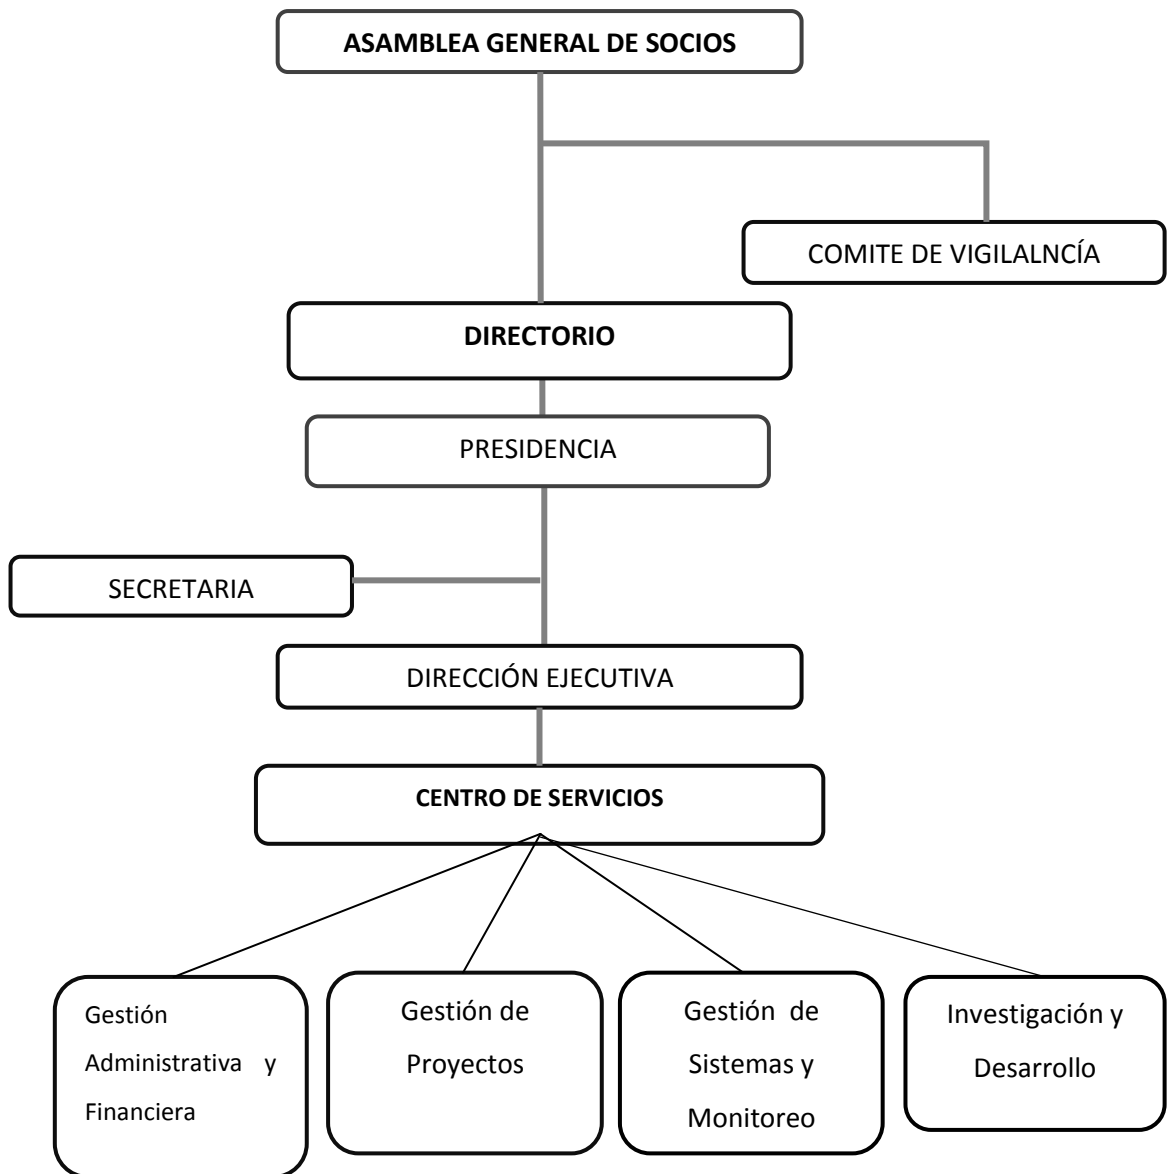 ASAMBLEA GENERAL DE SOCIOS
COMITE DE VIGILALNCÍA
DIRECTORIO
PRESIDENCIA
SECRETARIA
DIRECCIÓN EJECUTIVA
CENTRO DE SERVICIOS
Gestión
Administrativa y
Financiera
Gestión de
Proyectos
Gestión de
Sistemas y
Monitoreo
Investigación y
Desarrollo